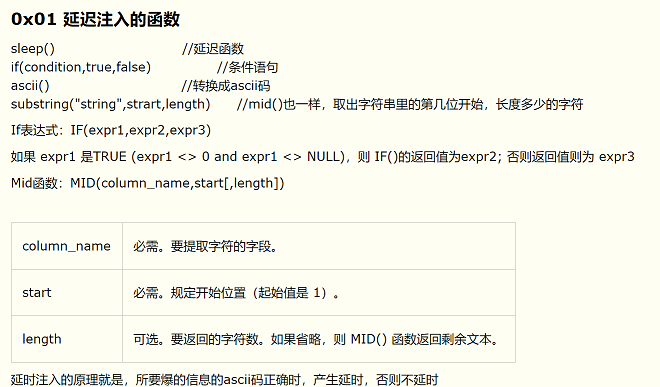 0x01 延迟注入的函数
sleep() //延迟函数
if(condition,true,false) //条件语句
ascii() //转换成ascii码
substring("string",strart,length) //mid()也一样，取出字符串里的第几位开始，长度多少的字符
If表达式：IF(expr1,expr2,expr3)
如果 expr1 是TRUE (expr1 <> 0 and expr1 <> NULL)，则 IF()的返回值为expr2; 否则返回值则为 expr3
Mid函数：MID(column_name,start[,length])
column_name 必需。要提取字符的字段。
start 必需。规定开始位置（起始值是 1）。
length 可选。要返回的字符数。如果省略，则 MID() 函数返回剩余文本。
延时注入的原理就是，所要爆的信息的ascii码正确时，产生延时，否则不延时